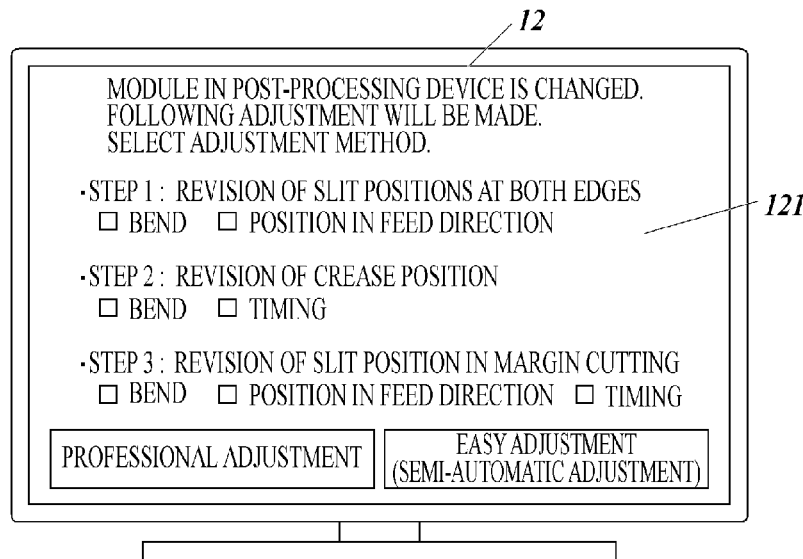 12
MODULE IN POST-PROCESSING DEVICE IS CHANGED.
FOLLOWING ADJUSTMENT WILL BE MADE.
SELECT ADJUSTMENT METHOD.
-STEP 1 : REVISION OF SLIT POSITIONS AT BOTH EDGES
□ BEND □ POSITION IN FEED DIRECTION
121
-STEP 2 : REVISION OF CREASE POSITION
□ BEND □ TIMING
-STEP 3 : REVISION OF SLIT POSITION IN MARGIN CUTTING
□ BEND □ POSITION IN FEED DIRECTION □ TIMING
PROFESSIONAL ADJUSTMENT
EASY ADJUSTMENT
(SEMI-AUTOMATIC ADJUSTMENT)